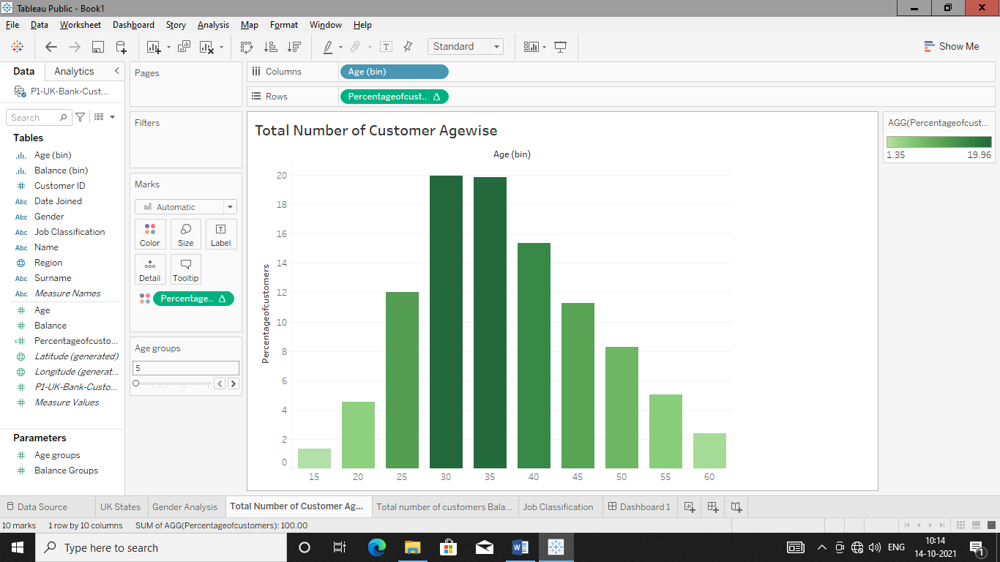 Tableau Public - Book1
File Data Worksheet Dashboard Story Analysis Map Format Window Help
Standard
Show Me
Data Analytics
P1-UK-Bank-Cust...
Search
Tables
Age (bin)
Balance (bin)
Customer ID
Abc Date Joined
Abc Gender
Abc Job Classification
Abc Name
Region
Abc Surname
Abc Measure Names
Age
Balance
Percentageofcusto...
Latitude (generated)
Longitude (generat...
P1-UK-Bank-Custo...
Measure Values
Parameters
Age groups
Balance Groups
Pages
Filters
Marks
Automatic
Color Size Label
Detail Tooltip
Percentage.. Δ
Age groups
5
Columns Age (bin)
Rows Percentageofcust.. Δ
Total Number of Customer Agewise
Age (bin)
Percentageofcustomers
20
18
16
14
12
10
8
6
4
2
0
15 20 25 30 35 40 45 50 55 60
AGG(Percentageofcust...
1.35 19.96
Data Source UK States Gender Analysis Total Number of Customer Ag... Total number of customers Bala... Job Classification Dashboard 1
10 marks 1 row by 10 columns SUM of AGG(Percentageofcustomers): 100.00
Type here to search
ENG
10:14
14-10-2021
1